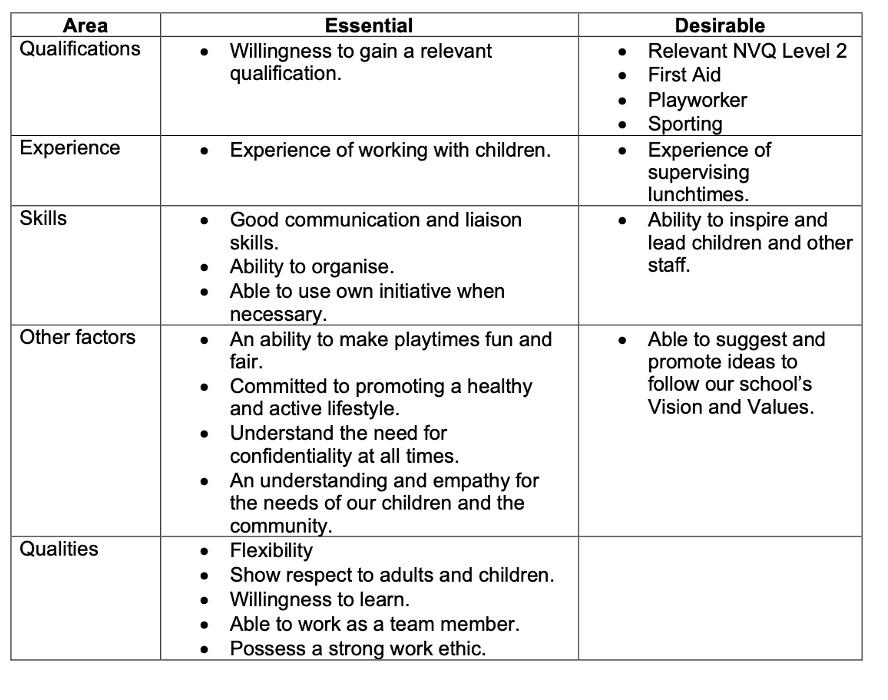 Area Essential Desirable
Qualifications
• Willingness to gain a relevant
qualification.
• Relevant NVQ Level 2
• First Aid
• Playworker
• Sporting
Experience
• Experience of working with children.
• Experience of
supervising
lunchtimes.
Skills
• Good communication and liaison
skills.
• Ability to organise.
• Able to use own initiative when
necessary.
• Ability to inspire and
lead children and other
staff.
Other factors
• An ability to make playtimes fun and
fair.
• Committed to promoting a healthy
and active lifestyle.
• Understand the need for
confidentiality at all times.
• An understanding and empathy for
the needs of our children and the
community.
• Able to suggest and
promote ideas to
follow our school’s
Vision and Values.
Qualities
• Flexibility
• Show respect to adults and children.
• Willingness to learn.
• Able to work as a team member.
• Possess a strong work ethic.